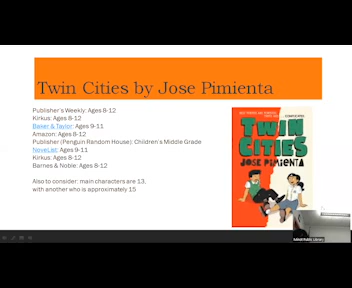 Twin Cities by Jose Pimienta
Publisher's Weekly: Ages 8-12
Kirkus: Ages 8-12
Baker & Taylor: Ages 9-11
Amazon: Ages 8-12
Publisher (Penguin Random House): Children's Middle Grade
NoveList: Ages 9-11
Kirkus: Ages 8-12
Barnes & Noble: Ages 8-12
Also to consider: main characters are 13,
with another who is approximately 15
TWIN
CITIES
JOSE PIMIENTA
Public Library